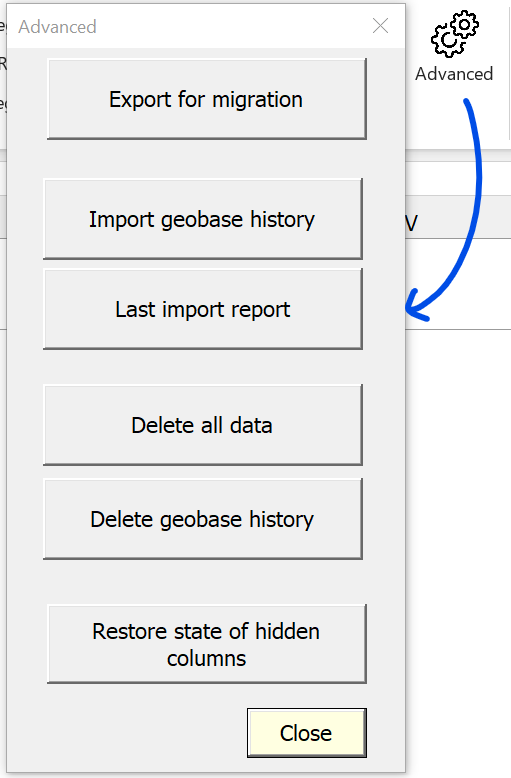 Advanced
Export for migration
Import geobase history
Last import report
Delete all data
Delete geobase history
Restore state of hidden
columns
Close
Advanced
V